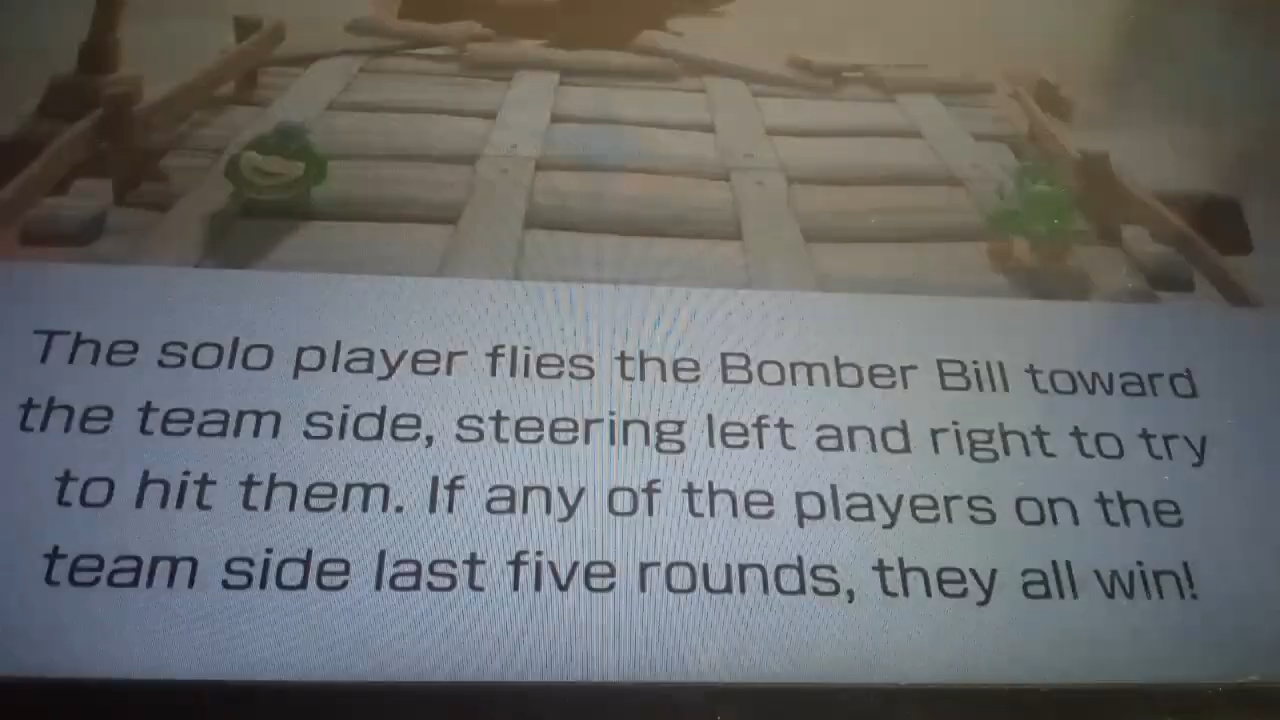 The solo player flies the Bomber Bill toward
the team side, steering left and right to try
to hit them. If any of the players on the
team side last five rounds, they all win!